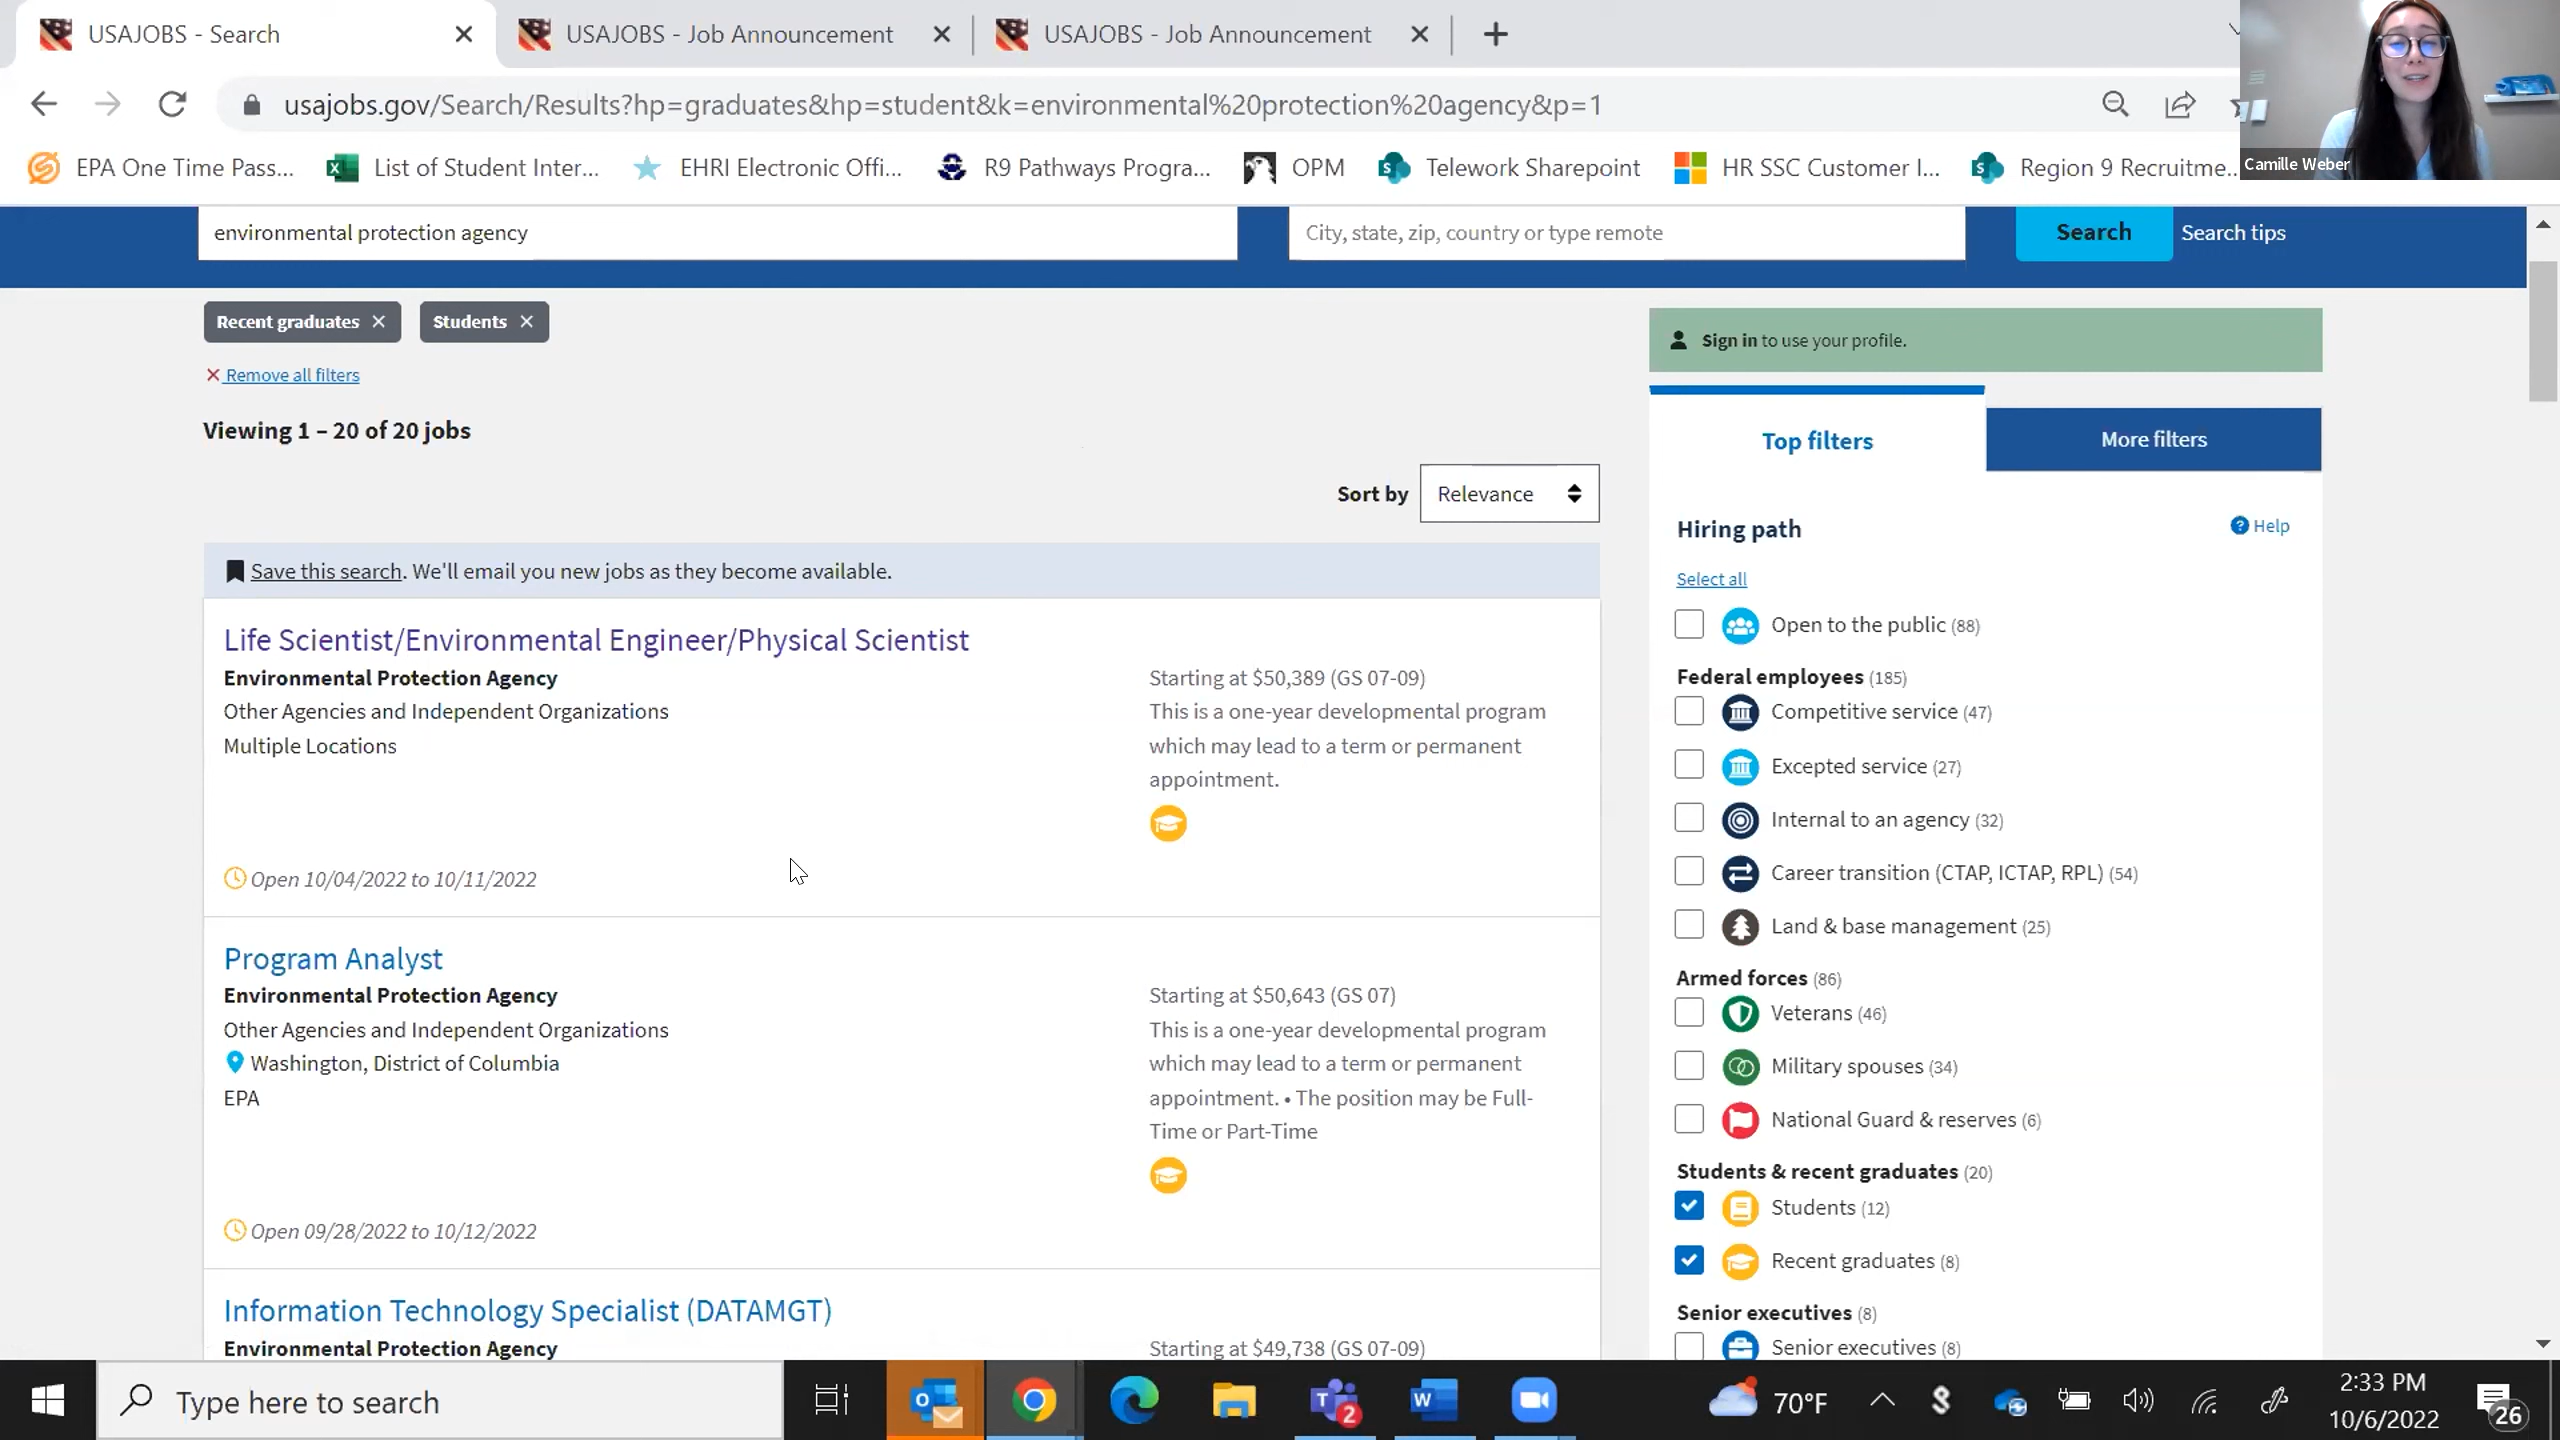 USAJOBS - Search
USAJOBS - Job Announcement
USAJOBS - Job Announcement
usajobs.gov/Search/Results?hp=graduates&hp=student&k=environmental%20protection%20agency&p=1
EPA One Time Pass...
List of Student Inter...
EHRI Electronic Offi...
R9 Pathways Progra...
OPM
Telework Sharepoint
HR SSC Customer I...
Region 9 Recruitme...
Camille Weber
environmental protection agency
City, state, zip, country or type remote
Search
Search tips
Recent graduates
Students
Remove all filters
Viewing 1 – 20 of 20 jobs
Sort by
Relevance
Save this search. We'll email you new jobs as they become available.
Life Scientist/Environmental Engineer/Physical Scientist
Environmental Protection Agency
Other Agencies and Independent Organizations
Multiple Locations
Starting at $50,389 (GS 07-09)
This is a one-year developmental program
which may lead to a term or permanent
appointment.
Open 10/04/2022 to 10/11/2022
Program Analyst
Environmental Protection Agency
Other Agencies and Independent Organizations
Washington, District of Columbia
EPA
Starting at $50,643 (GS 07)
This is a one-year developmental program
which may lead to a term or permanent
appointment. • The position may be Full-
Time or Part-Time
Open 09/28/2022 to 10/12/2022
Information Technology Specialist (DATAMGT)
Environmental Protection Agency
Starting at $49,738 (GS 07-09)
Sign in to use your profile.
Top filters
More filters
Hiring path
Help
Select all
Open to the public (88)
Federal employees (185)
Competitive service (47)
Excepted service (27)
Internal to an agency (32)
Career transition (CTAP, ICTAP, RPL) (54)
Land & base management (25)
Armed forces (86)
Veterans (46)
Military spouses (34)
National Guard & reserves (6)
Students & recent graduates (20)
Students (12)
Recent graduates (8)
Senior executives (8)
Senior executives (8)
Type here to search
2
70°F
2:33 PM
10/6/2022
26